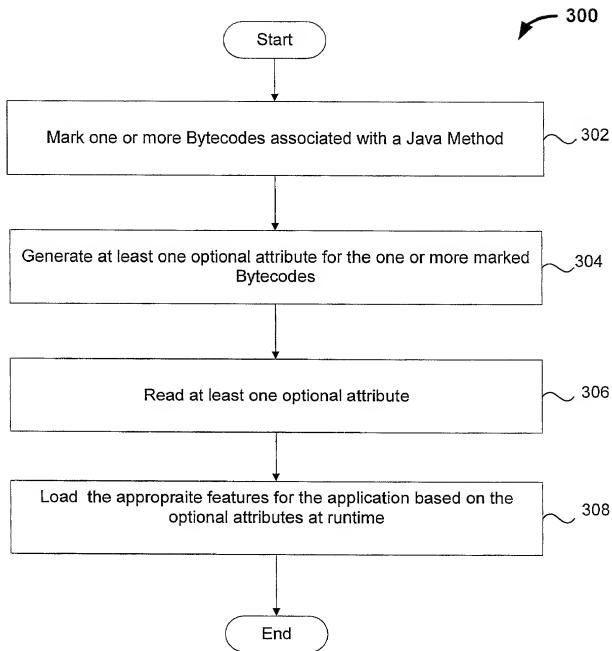 300
Start
Mark one or more Bytecodes associated with a Java Method
302
Generate at least one optional attribute for the one or more marked
Bytecodes
304
Read at least one optional attribute
306
Load the appropraite features for the application based on the
optional attributes at runtime
308
End